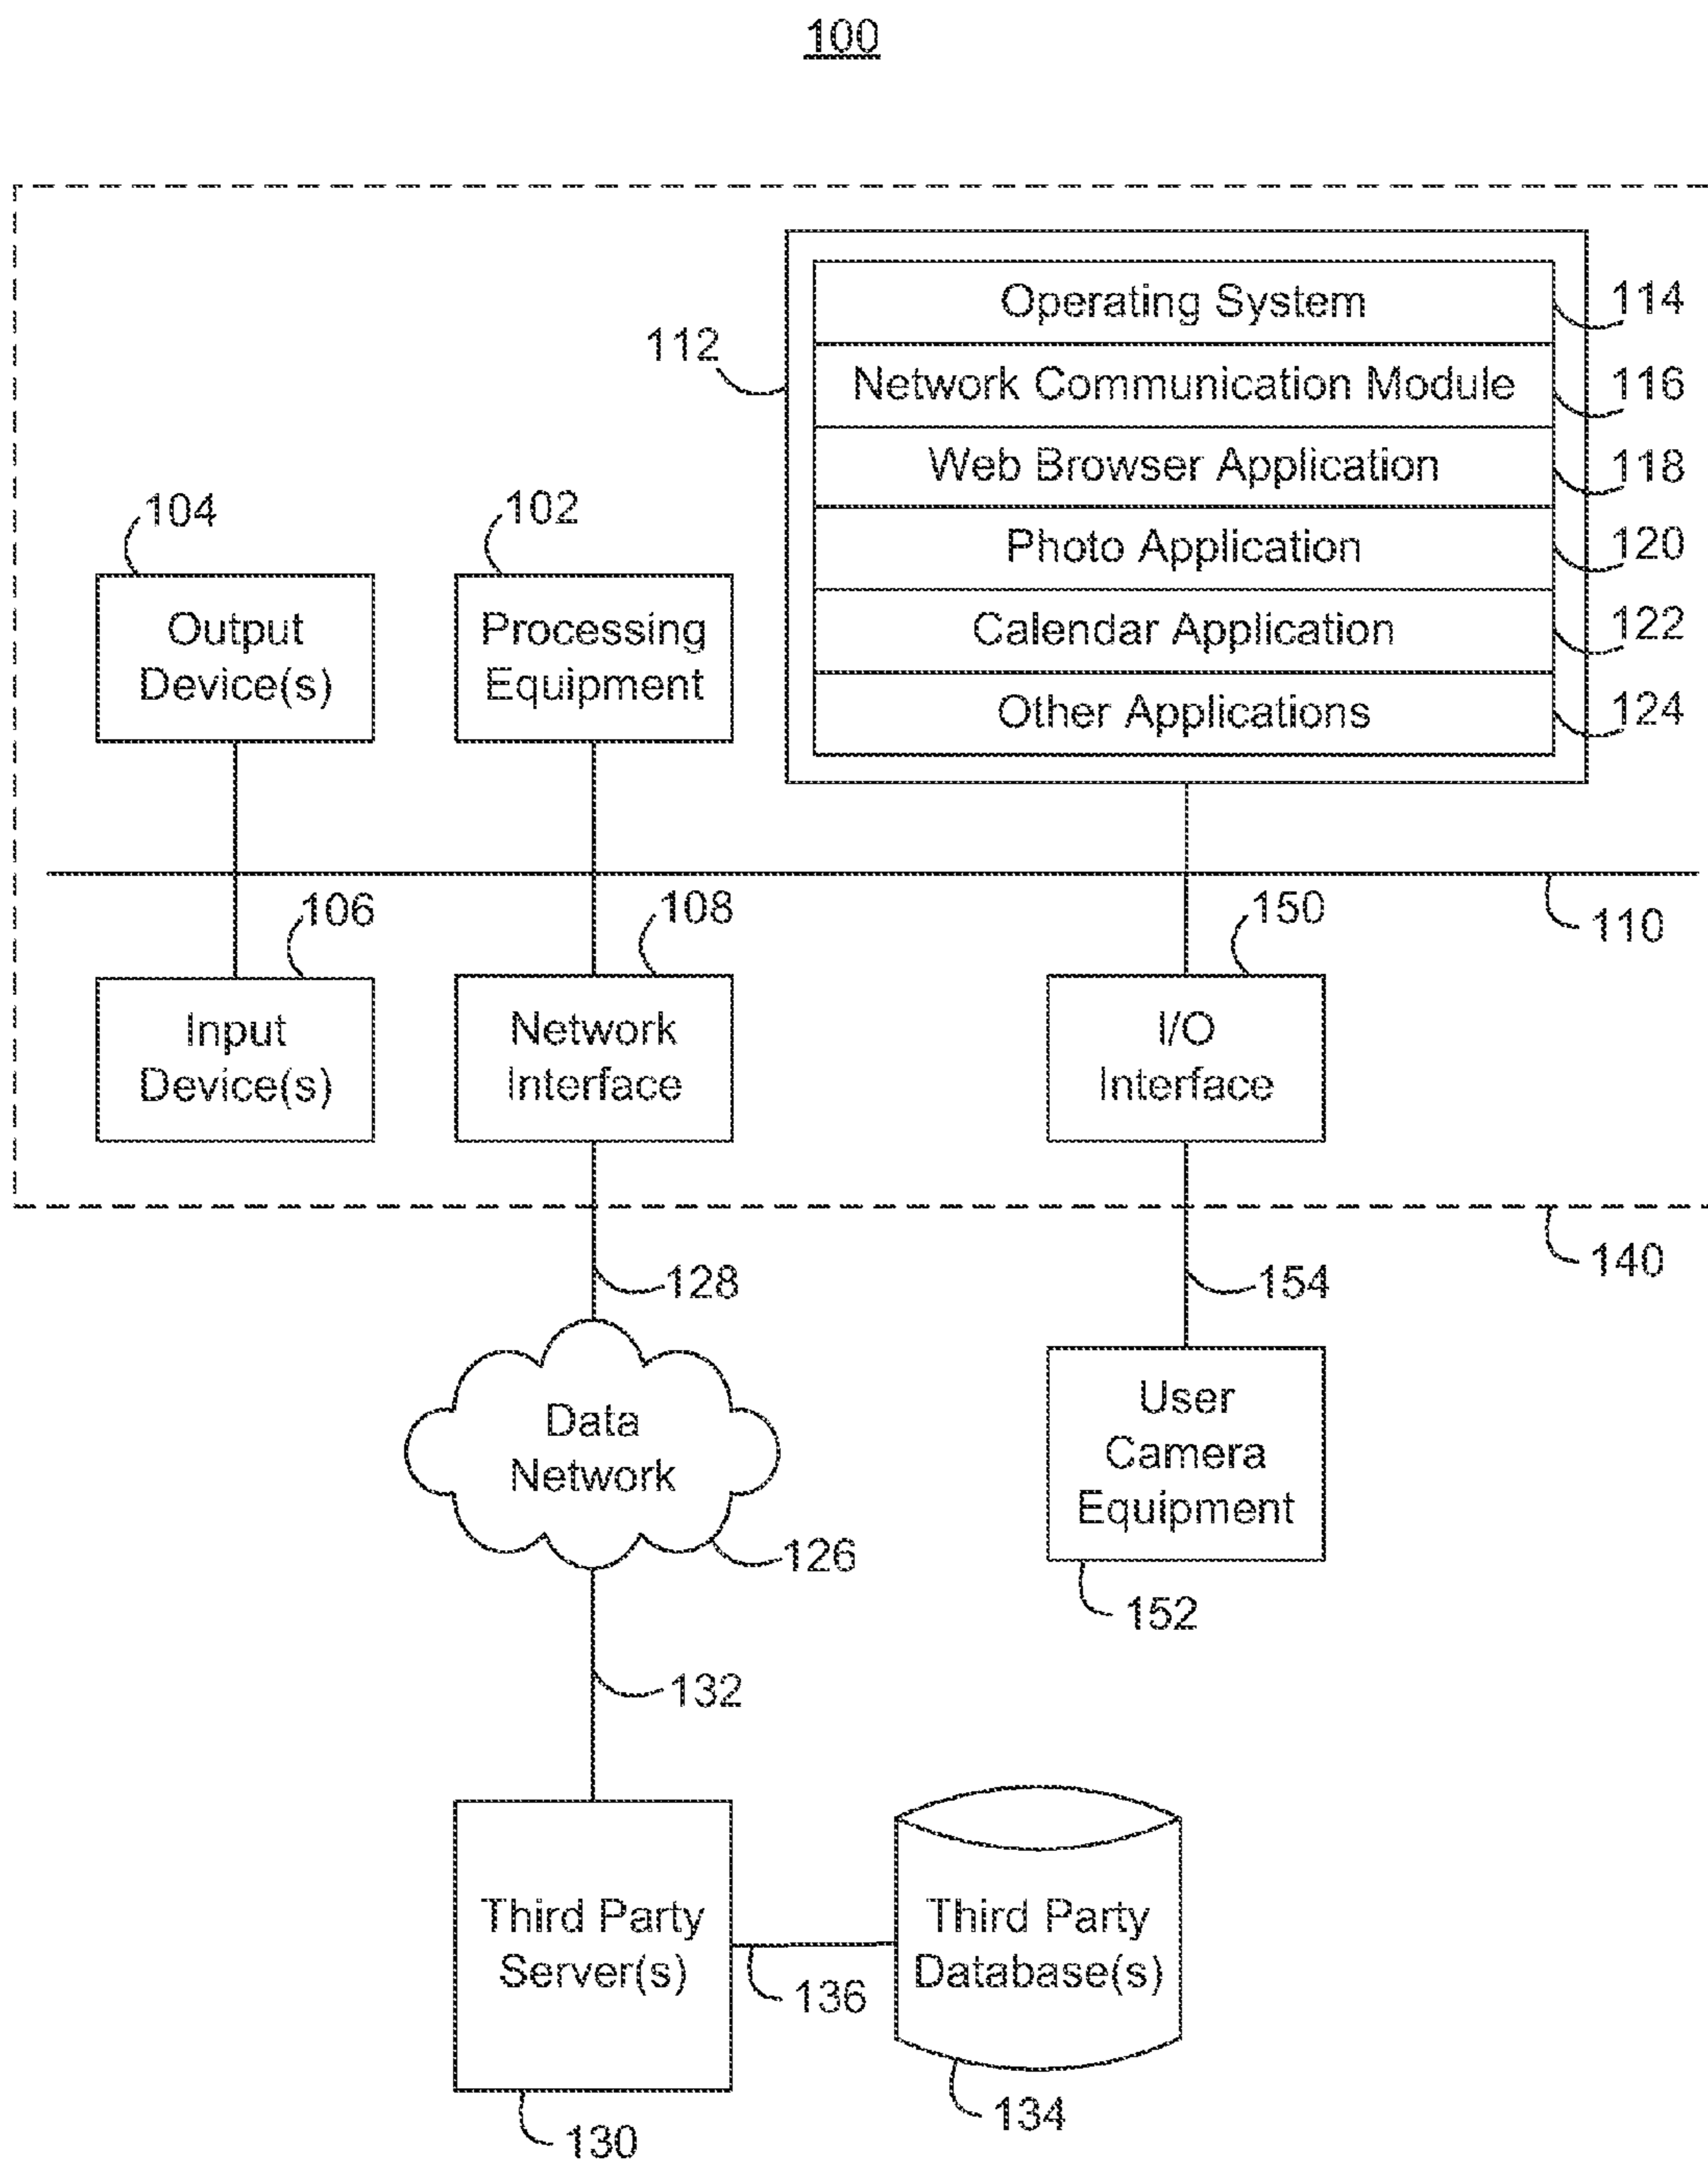 100
Operating System
114
112
Network Communication Module
116
Web Browser Application
118
104
102
Photo Application
120
Output
Device(s)
Processing
Equipment
Calendar Application
122
Other Applications
124
106
108
150
110
Input
Device(s)
Network
Interface
I/O
Interface
140
128
154
Data
Network
126
User
Camera
Equipment
152
132
Third Party
Server(s)
136
Third Party
Database(s)
134
130